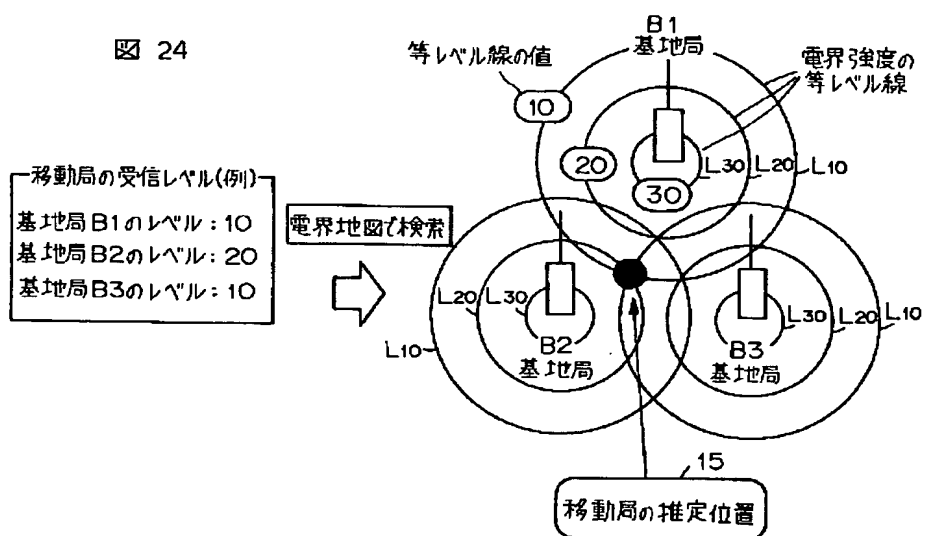 図 24
移動局の受信レベル(例)
基地局B1のレベル:10
基地局B2のレベル:20
基地局B3のレベル:10
電界地図で検索
等レベル線の値
B1
基地局
電界強度の
等レベル線
10
20
30
L30
L20
L10
L20
L30
L10
B2
基地局
L30
L20
L10
B3
基地局
15
移動局の推定位置